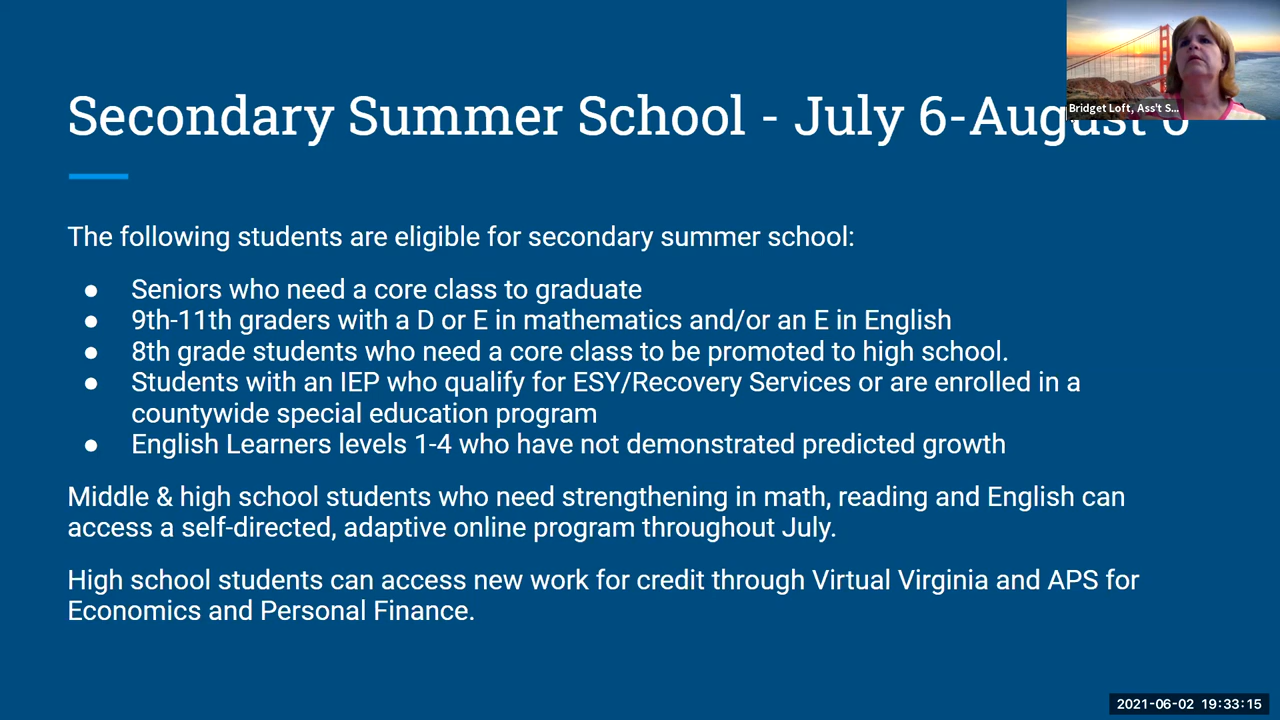 Bridget Loft, Ass't S...
Secondary Summer School - July 6-August 6
The following students are eligible for secondary summer school:
● Seniors who need a core class to graduate
● 9th-11th graders with a D or E in mathematics and/or an E in English
● 8th grade students who need a core class to be promoted to high school.
● Students with an IEP who qualify for ESY/Recovery Services or are enrolled in a
countywide special education program
● English Learners levels 1-4 who have not demonstrated predicted growth
Middle & high school students who need strengthening in math, reading and English can
access a self-directed, adaptive online program throughout July.
High school students can access new work for credit through Virtual Virginia and APS for
Economics and Personal Finance.
2021-06-02 19:33:15